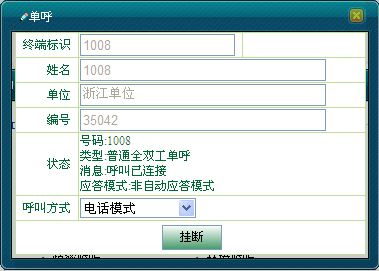 单呼
终端标识 1008
姓名 1008
单位 浙江单位
编号 35042
状态
号码:1008
类型:普通全双工单呼
消息:呼叫已连接
应答模式:非自动应答模式
呼叫方式 电话模式
挂断